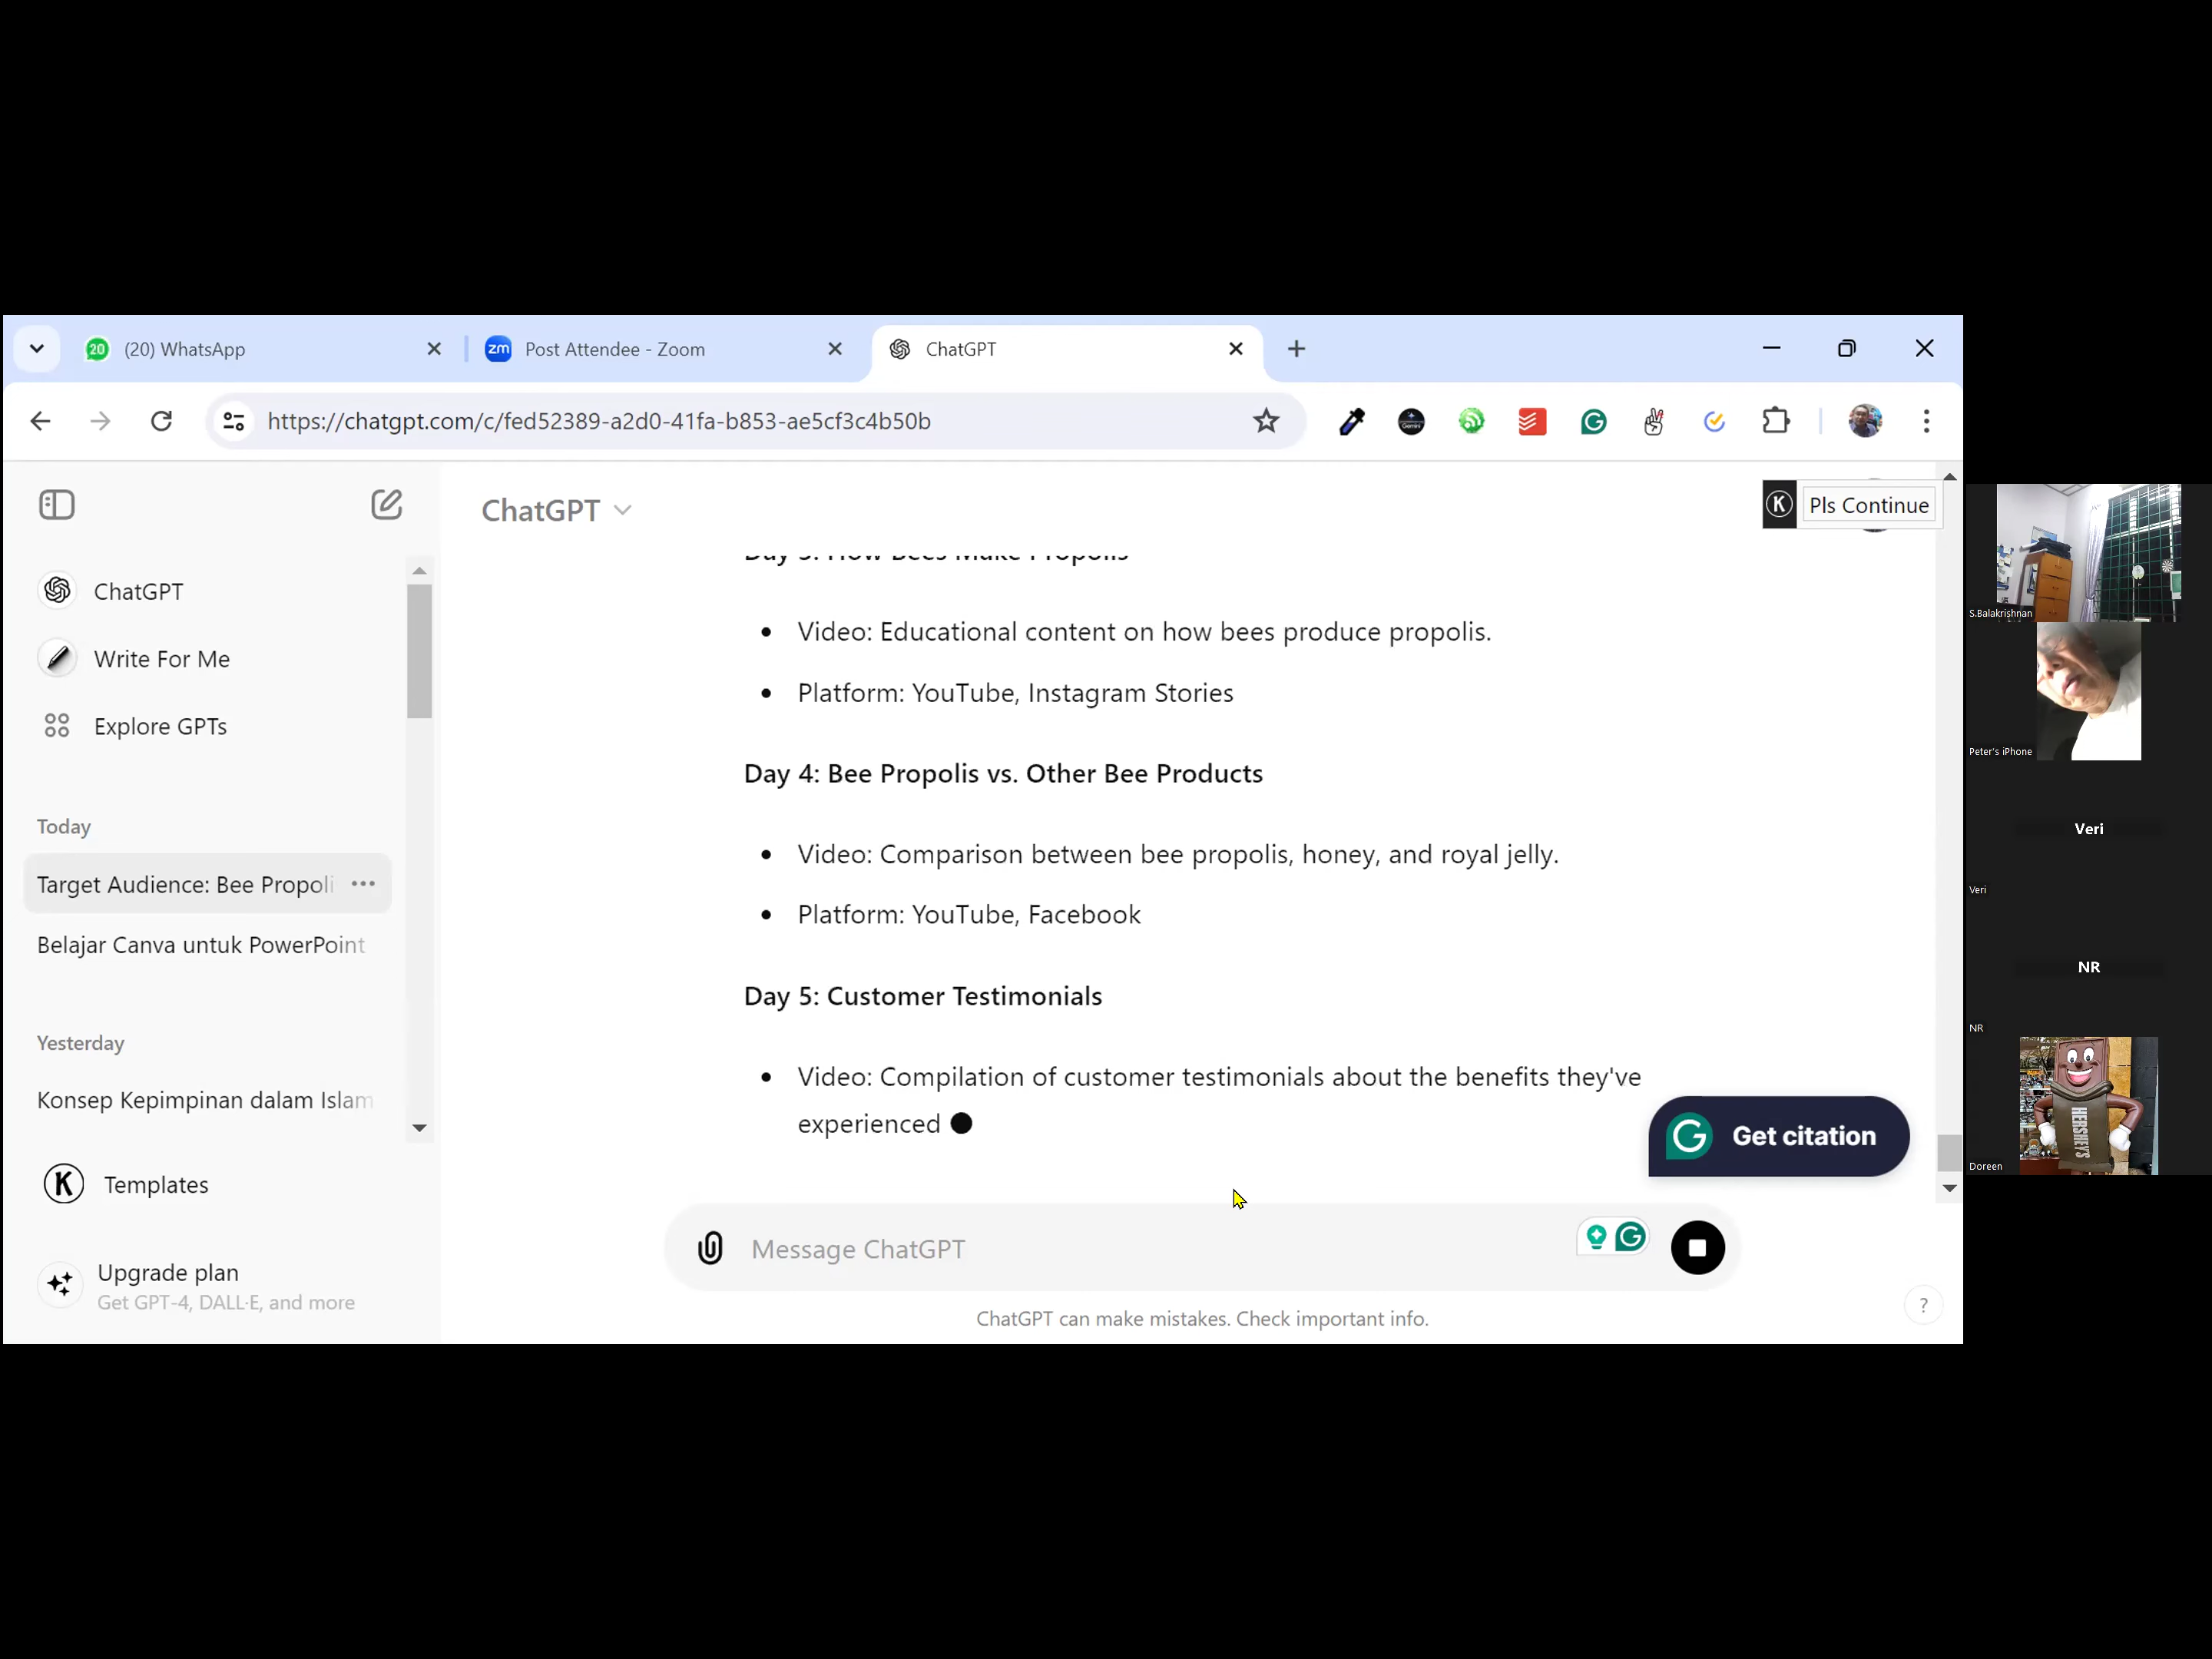 20
(20) WhatsApp
zm
Post Attendee - Zoom
ChatGPT
https://chatgpt.com/c/fed52389-a2d0-41fa-b853-ae5cf3c4b50b
Gemini
ChatGPT
K
Pls Continue
ChatGPT
Write For Me
Explore GPTs
Today
Target Audience: Bee Propoli
Belajar Canva untuk PowerPoint
Yesterday
Konsep Kepimpinan dalam Islam
K
Templates
Upgrade plan
Get GPT-4, DALL·E, and more
Day 3: How Bees Make Propolis
Video: Educational content on how bees produce propolis.
Platform: YouTube, Instagram Stories
Day 4: Bee Propolis vs. Other Bee Products
Video: Comparison between bee propolis, honey, and royal jelly.
Platform: YouTube, Facebook
Day 5: Customer Testimonials
Video: Compilation of customer testimonials about the benefits they've
experienced
G
Get citation
Message ChatGPT
G
ChatGPT can make mistakes. Check important info.
?
S.Balakrishnan
Peter's iPhone
Veri
Veri
NR
NR
HERSHEY'S
Doreen